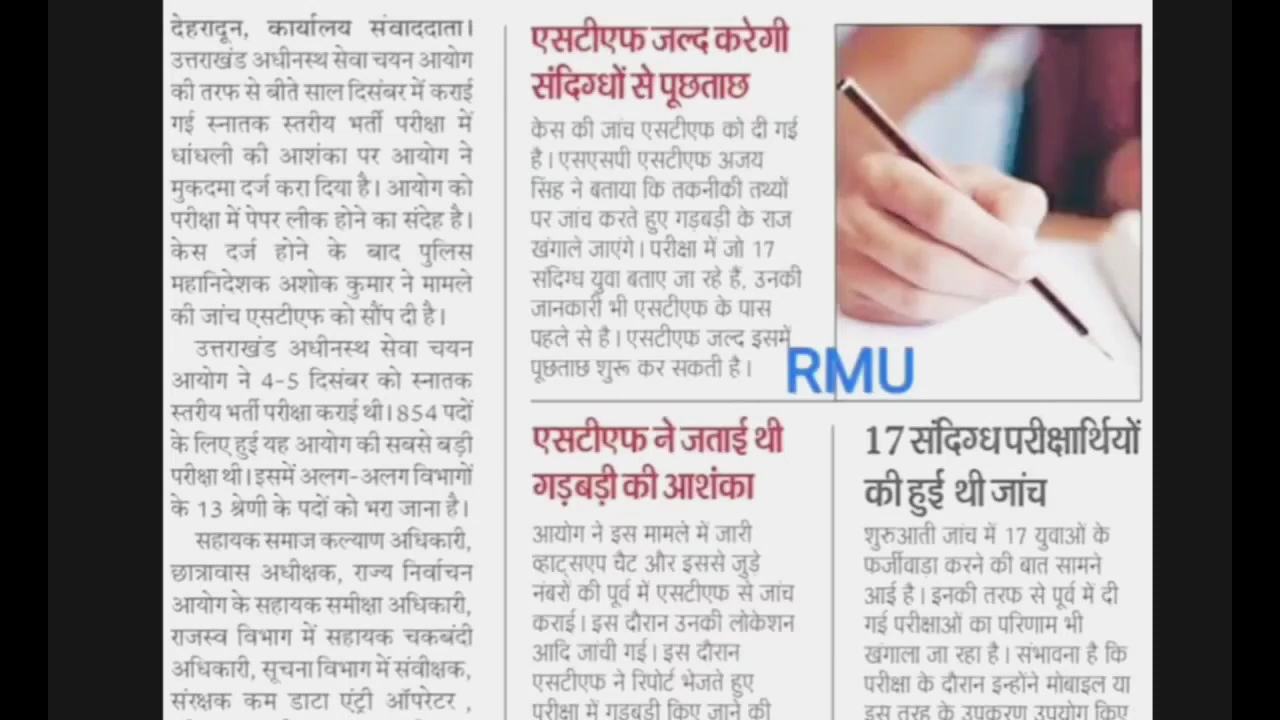 देहरादून, कार्यालय संवाददाता।
उत्तराखंड अधीनस्थ सेवा चयन आयोग
की तरफ से बीते साल दिसंबर में कराई
गई स्नातक स्तरीय भर्ती परीक्षा में
धांधली की आशंका पर आयोग ने
मुकदमा दर्ज करा दिया है। आयोग को
परीक्षा में पेपर लीक होने का संदेह है।
केस दर्ज होने के बाद पुलिस
महानिदेशक अशोक कुमार ने मामले
की जांच एसटीएफ को सौंप दी है।
उत्तराखंड अधीनस्थ सेवा चयन
आयोग ने 4-5 दिसंबर को स्नातक
स्तरीय भर्ती परीक्षा कराई थी। 854 पदों
के लिए हुई यह आयोग की सबसे बड़ी
परीक्षा थी। इसमें अलग-अलग विभागों
के 13 श्रेणी के पदों को भरा जाना है।
सहायक समाज कल्याण अधिकारी,
छात्रावास अधीक्षक, राज्य निर्वाचन
आयोग के सहायक समीक्षा अधिकारी,
राजस्व विभाग में सहायक चकबंदी
अधिकारी, सूचना विभाग में संवीक्षक,
संरक्षक कम डाटा एंट्री ऑपरेटर ,
एसटीएफ जल्द करेगी
संदिग्धों से पूछताछ
केस की जांच एसटीएफ को दी गई
है। एसएसपी एसटीएफ अजय
सिंह ने बताया कि तकनीकी तथ्यों
पर जांच करते हुए गड़बड़ी के राज
खंगाले जाएंगे। परीक्षा में जो 17
संदिग्ध युवा बताए जा रहे हैं, उनकी
जानकारी भी एसटीएफ के पास
पहले से है। एसटीएफ जल्द इसमें
पूछताछ शुरू कर सकती है।
RMU
एसटीएफ ने जताई थी
गड़बड़ी की आशंका
आयोग ने इस मामले में जारी
व्हाट्सएप चैट और इससे जुड़े
नंबरों की पूर्व में एसटीएफ से जांच
कराई। इस दौरान उनकी लोकेशन
आदि जांची गई। इस दौरान
एसटीएफ ने रिपोर्ट भेजते हुए
परीक्षा में गड़बड़ी किए जाने की
17 संदिग्ध परीक्षार्थियों
की हुई थी जांच
शुरुआती जांच में 17 युवाओं के
फर्जीवाड़ा करने की बात सामने
आई है। इनकी तरफ से पूर्व में दी
गई परीक्षाओं का परिणाम भी
खंगाला जा रहा है। संभावना है कि
परीक्षा के दौरान इन्होंने मोबाइल या
इस तरह के उपकरण उपयोग किए